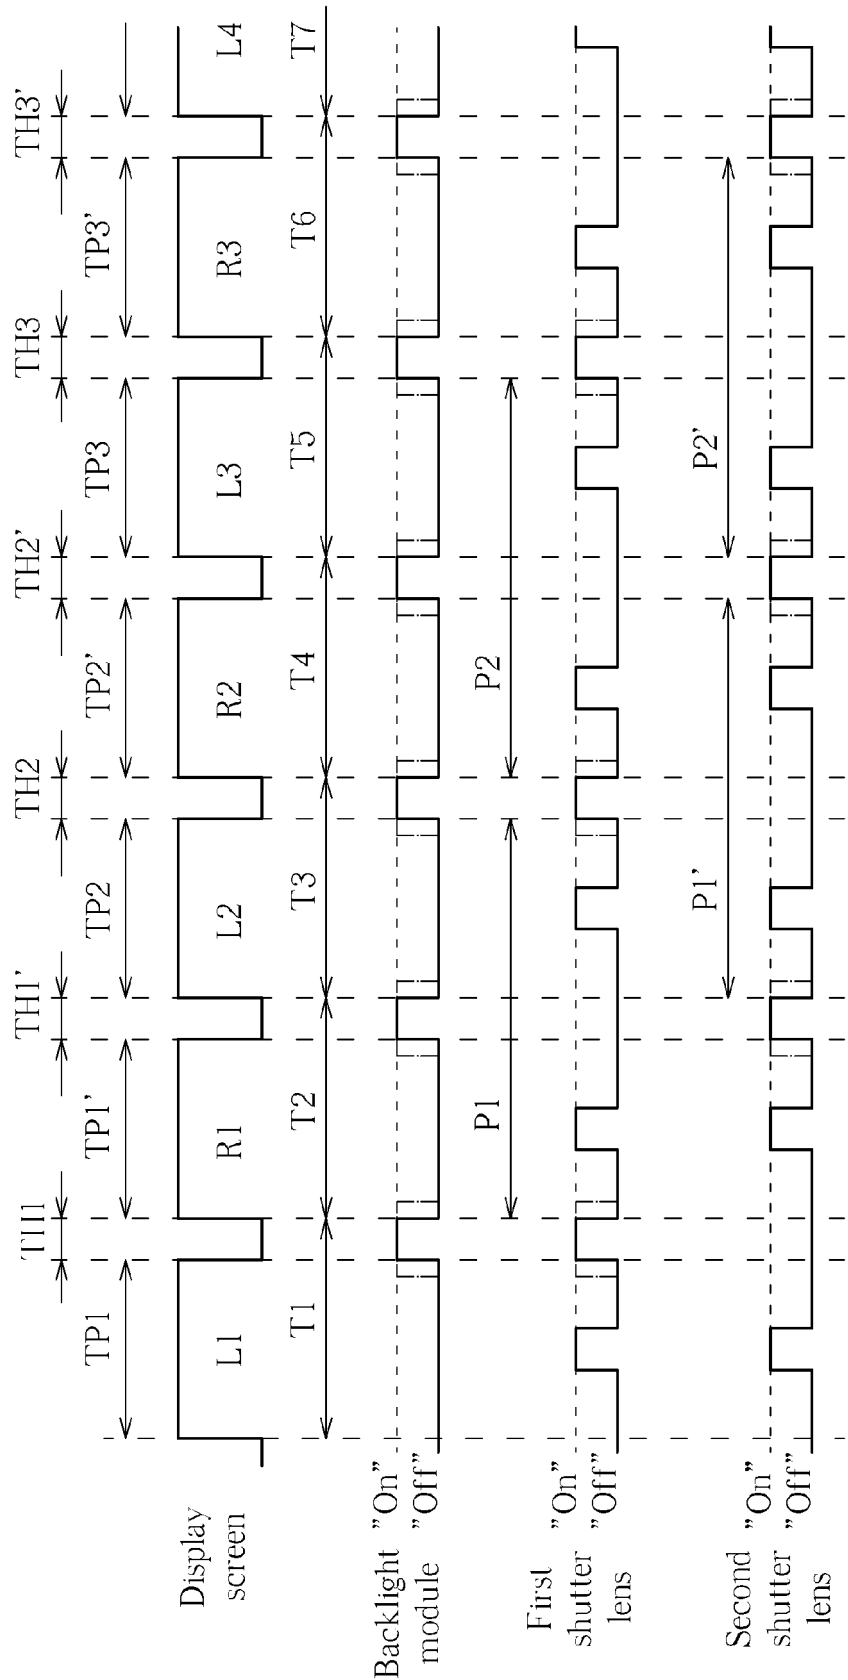 TH1 TH1' TH2 TH2' TH3 TH3'
TP1 TP1' TP2 TP2' TP3 TP3'
Display
screen
L1 R1 L2 R2 L3 R3 L4
T1 T2 T3 T4 T5 T6 T7
Backlight
module
"On"
"Off"
P1 P2
First
shutter
lens
"On"
"Off"
P1' P2'
Second
shutter
lens
"On"
"Off"